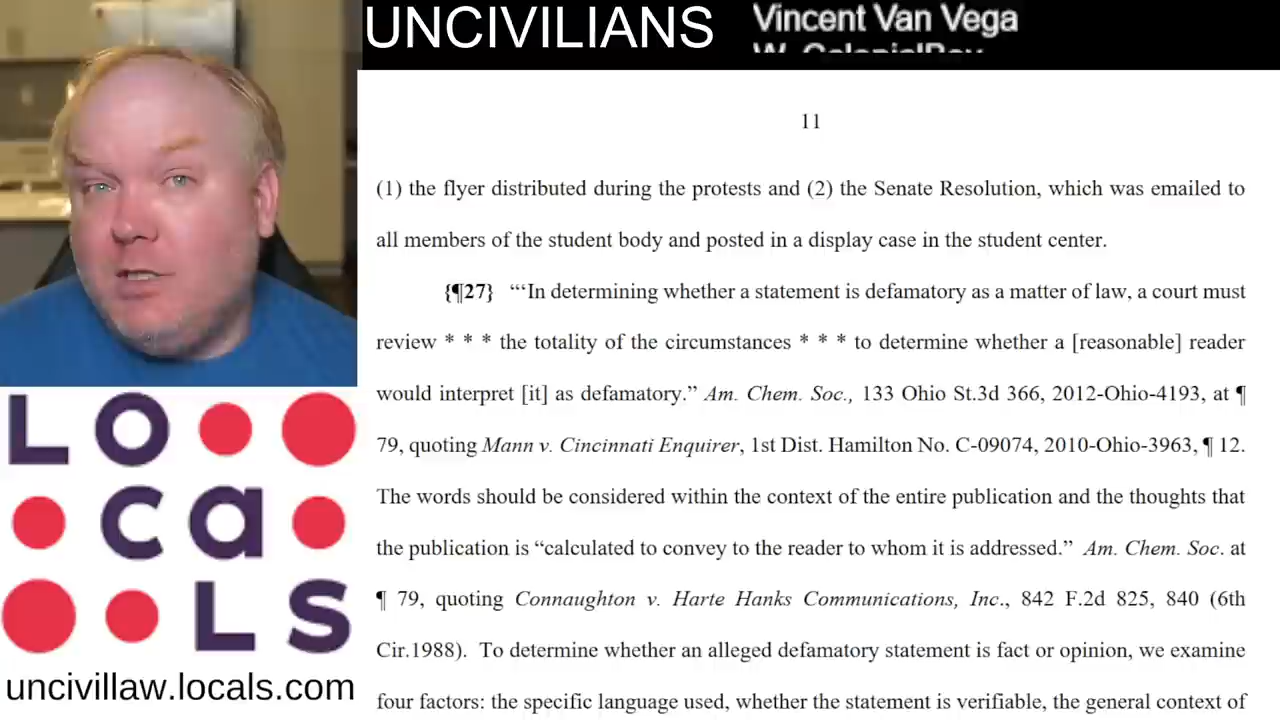 UNCIVILIANS
Vincent Van Vega
W. ColonialBoy
11
(1) the flyer distributed during the protests and (2) the Senate Resolution, which was emailed to
all members of the student body and posted in a display case in the student center.
{¶27} “‘In determining whether a statement is defamatory as a matter of law, a court must
review * * * the totality of the circumstances * * * to determine whether a [reasonable] reader
would interpret [it] as defamatory.” Am. Chem. Soc., 133 Ohio St.3d 366, 2012-Ohio-4193, at ¶
79, quoting Mann v. Cincinnati Enquirer, 1st Dist. Hamilton No. C-09074, 2010-Ohio-3963, ¶ 12.
The words should be considered within the context of the entire publication and the thoughts that
the publication is “calculated to convey to the reader to whom it is addressed.” Am. Chem. Soc. at
¶ 79, quoting Connaughton v. Harte Hanks Communications, Inc., 842 F.2d 825, 840 (6th
Cir.1988). To determine whether an alleged defamatory statement is fact or opinion, we examine
four factors: the specific language used, whether the statement is verifiable, the general context of
LOcaLS
uncivillaw.locals.com